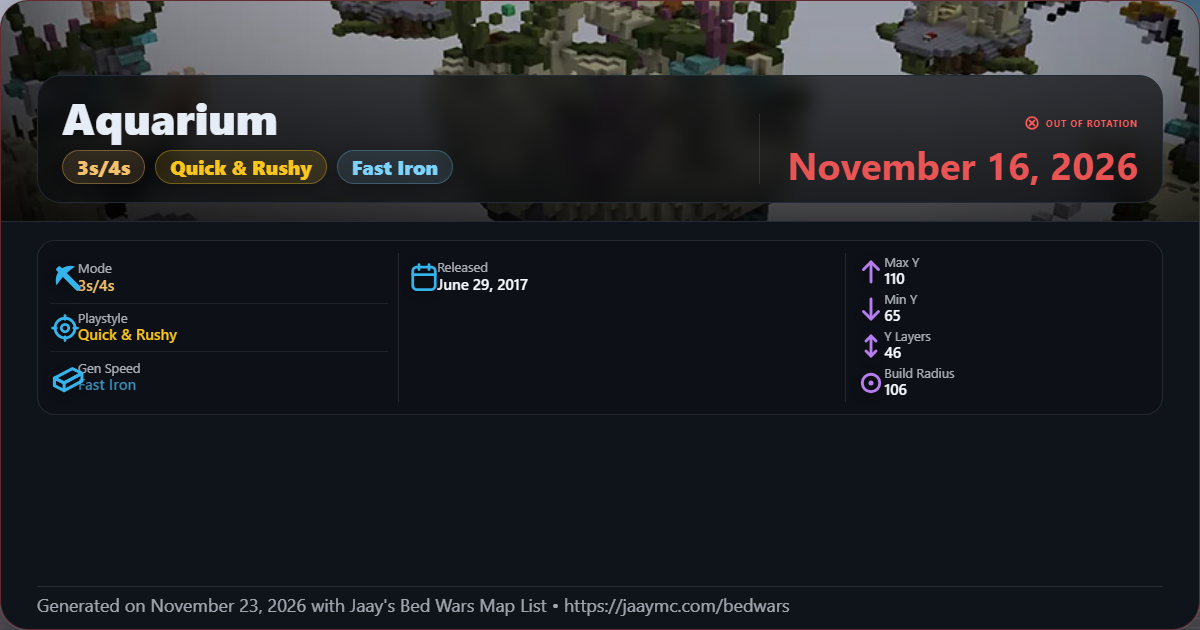 Aquarium
3s/4s
Quick & Rushy
Fast Iron
OUT OF ROTATION
November 16, 2026
Mode
3s/4s
Playstyle
Quick & Rushy
Gen Speed
Fast Iron
Released
June 29, 2017
Max Y
110
Min Y
65
Y Layers
46
Build Radius
106
Generated on November 23, 2026 with Jaay's Bed Wars Map List • https://jaaymc.com/bedwars